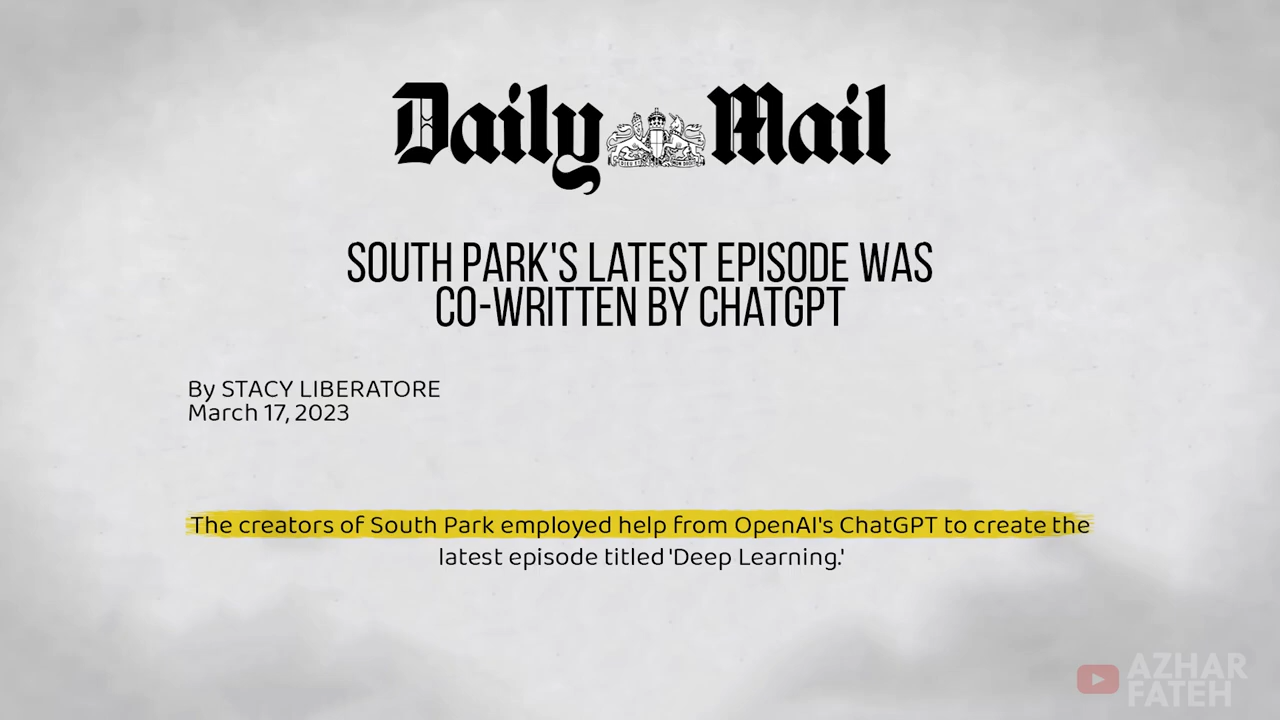 Daily Mail
SOUTH PARK'S LATEST EPISODE WAS
CO-WRITTEN BY CHATGPT
By STACY LIBERATORE
March 17, 2023
The creators of South Park employed help from OpenAI's ChatGPT to create the
latest episode titled 'Deep Learning.'
AZHAR
FATEH